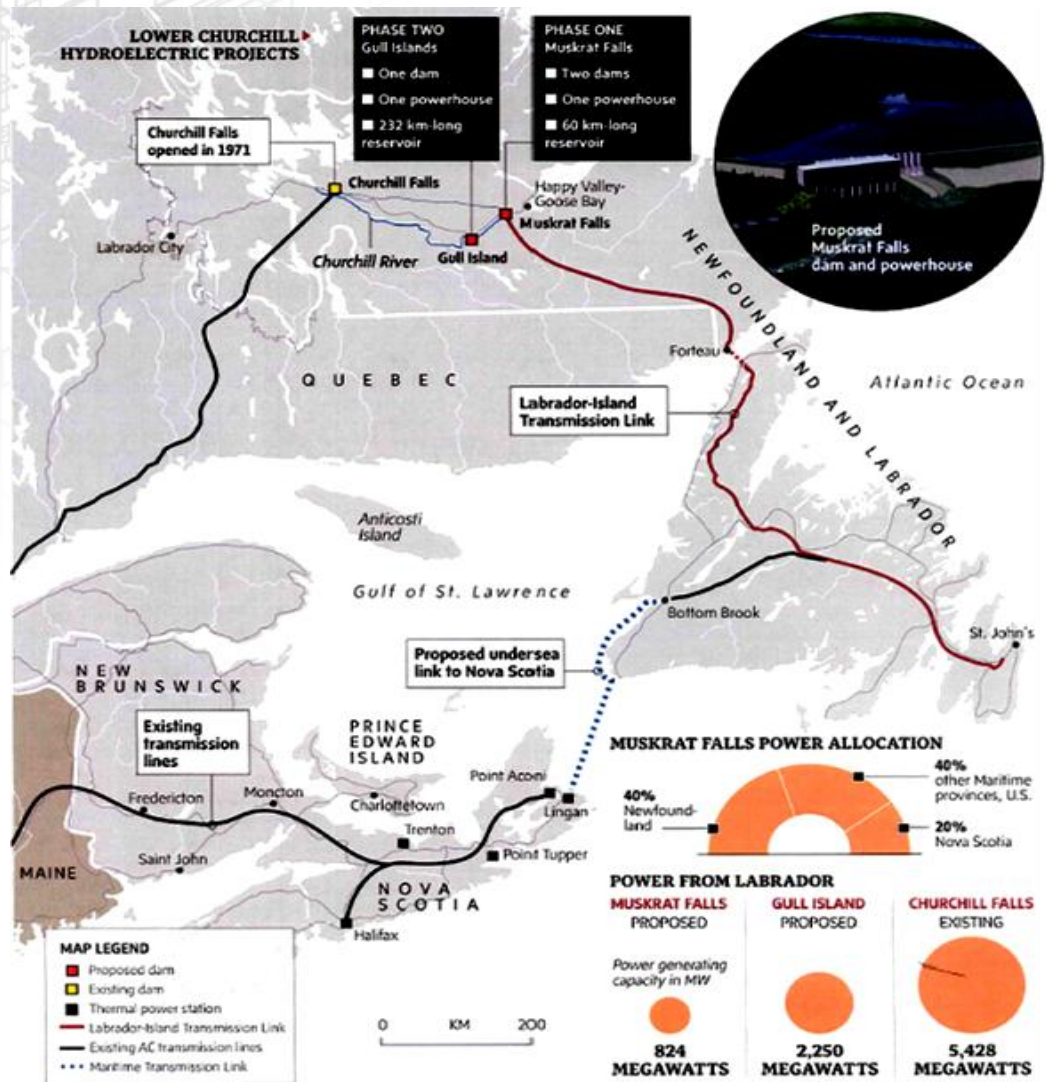 LOWER CHURCHILL
HYDROELECTRIC PROJECTS
PHASE TWO
Gull Islands
One dam
One powerhouse
232 km-long
reservoir
PHASE ONE
Muskrat Falls
Two dams
One powerhouse
60 km-long
reservoir
Proposed
Muskrat Falls
dam and powerhouse
Churchill Falls
opened in 1971
Churchill Falls
Happy Valley-
Goose Bay
Muskrat Falls
Labrador City
Churchill River
Gull Island
NEWFOUNDLAND AND LABRADOR
Forteau
QUEBEC
Atlantic Ocean
Labrador-Island
Transmission Link
Anticosti
Island
Gulf of St. Lawrence
Bottom Brook
St. John's
Proposed undersea
link to Nova Scotia
NEW
BRUNSWICK
Existing
transmission
lines
PRINCE
EDWARD
ISLAND
Point Aconi
Fredericton
Moncton
Charlottetown
Lingan
Trenton
Saint John
Point Tupper
MAINE
NOVA
SCOTIA
Halifax
MUSKRAT FALLS POWER ALLOCATION
40%
other Maritime
provinces, U.S.
40%
Newfound-
land
20%
Nova Scotia
POWER FROM LABRADOR
MUSKRAT FALLS
PROPOSED
GULL ISLAND
PROPOSED
CHURCHILL FALLS
EXISTING
Power generating
capacity in MW
824
MEGAWATTS
2,250
MEGAWATTS
5,428
MEGAWATTS
MAP LEGEND
Proposed dam
Existing dam
Thermal power station
Labrador-Island Transmission Link
Existing AC transmission lines
Maritime Transmission Link
0 KM 200